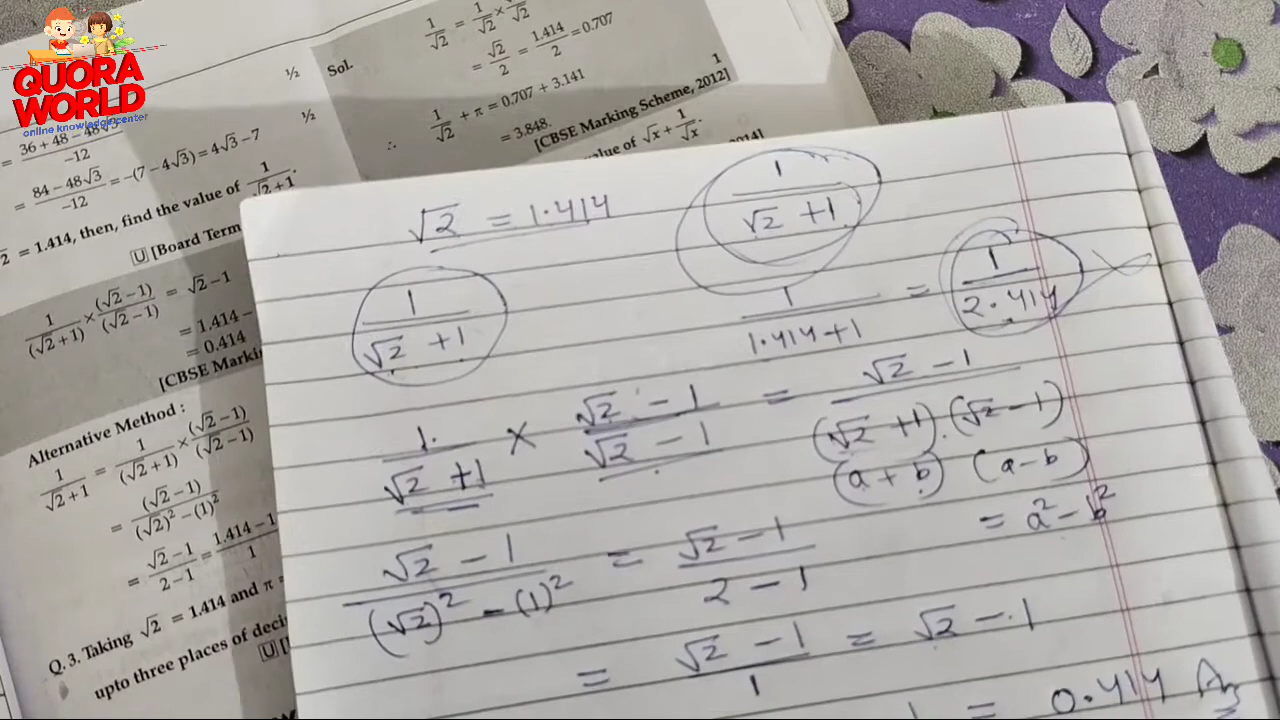 QUORA
WORLD
online knowledge center
½
= (36 + 48 − 48√3)/−12
½
= (84 − 48√3)/−12 = −(7 − 4√3) = 4√3 − 7
= 1.414, then, find the value of 1/(√2+1).
U [Board Term
1/(√2+1) × (√2−1)/(√2−1) = √2−1
= 1.414 −
= 0.414
[CBSE
Alternative Method :
1/(√2+1) = 1/(√2+1) × (√2−1)/(√2−1)
= (√2−1)/((√2)² − (1)²)
= (√2−1)/(2−1) = (1.414−1)/1
Q. 3. Taking √2 = 1.414 and π =
upto three places of
U
Sol.
1/√2 = 1/√2 ×
= √2/2 = 1.414/2 = 0.707
1
1/√2 + π = 0.707 + 3.141
∴ = 3.848.
[CBSE Marking Scheme, 2012]
value of √x + 1/√x.
√2 = 1.414
1/(√2 + 1)
1/(√2 + 1)
1/(1.414+1) = 1/2.414
1/(√2 + 1) × (√2 − 1)/(√2 − 1) = (√2 − 1)/((√2 + 1).(√2 − 1))
(a + b) (a − b)
= a² − b²
(√2 − 1)/((√2)² − (1)²) = (√2 − 1)/(2 − 1)
= (√2 − 1)/1 = √2 − 1
= 0.414 Ans